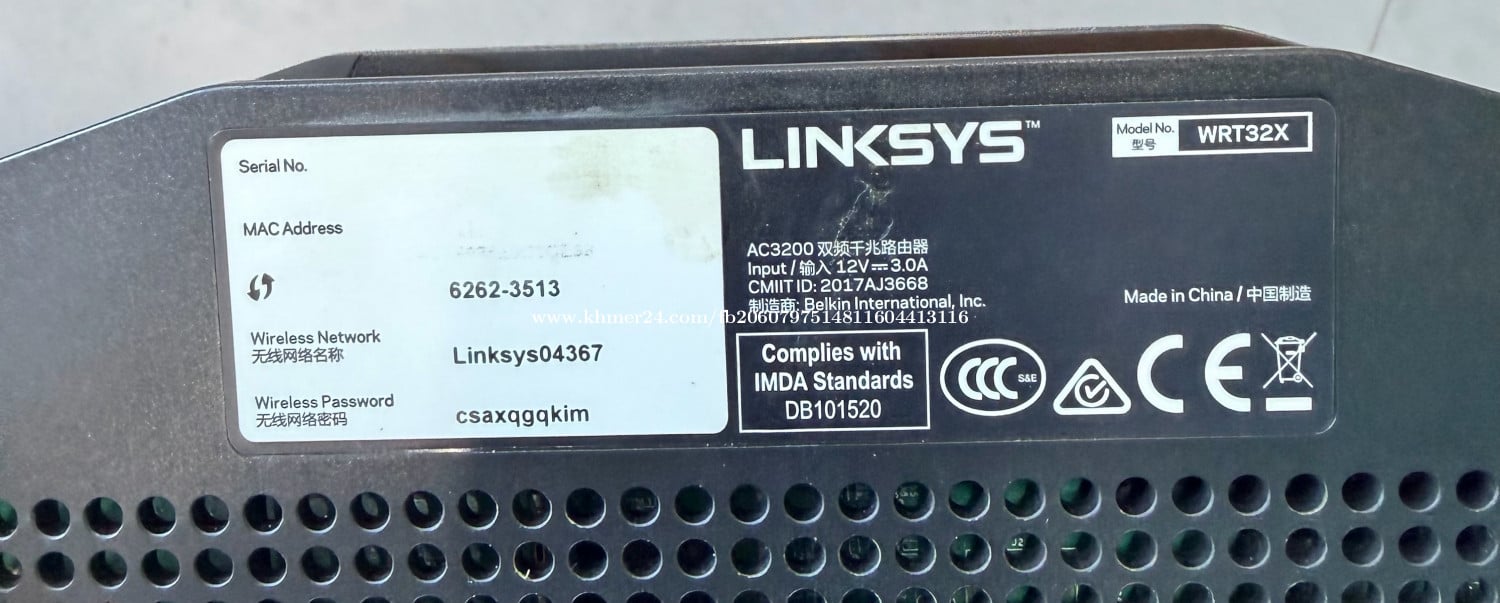 Serial No.
MAC Address
6262-3513
Wireless Network
无线网络名称
Linksys04367
Wireless Password
无线网络密码
csaxqgqkim
LINKSYS™
Model No.
型号
WRT32X
AC3200 双频千兆路由器
Input / 输入 12V⎓3.0A
CMIIT ID: 2017AJ3668
制造商: Belkin International, Inc.
Made in China / 中国制造
www.khmer24.com/fb2060797514811604413116
Complies with
IMDA Standards
DB101520
CCC S&E
CE